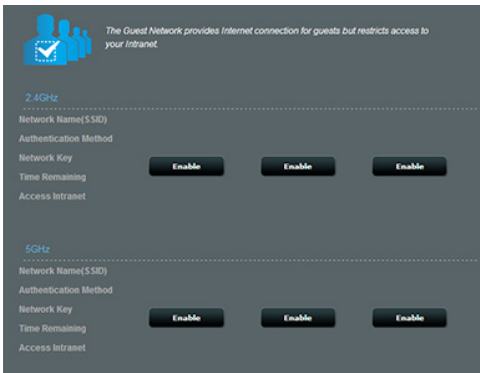 The Guest Network provides Internet connection for guests but restricts access to
your Intranet.
2.4GHz
Network Name(SSID)
Authentication Method
Network Key
Enable Enable Enable
Time Remaining
Access Intranet
5GHz
Network Name(SSID)
Authentication Method
Network Key
Enable Enable Enable
Time Remaining
Access Intranet